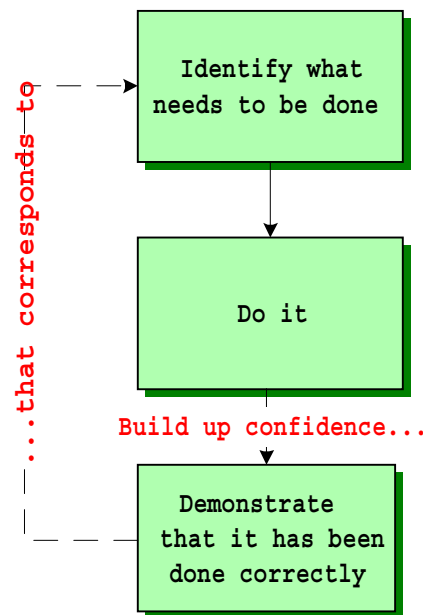 Identify what
needs to be done
Do it
Build up confidence...
Demonstrate
that it has been
done correctly
...that corresponds to